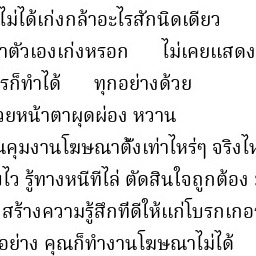 ไม่ได้เก่งกล้าอะไรสักนิดเดียว
ตัวเองเก่งหรอก ไม่เคยแสดง
ก็ทำได้ ทุกอย่างด้วย
หน้าตาผุดผ่อง หวาน
คุมงานโฆษณาตั้งเท่าไหร่ๆ จริง
ไว รู้ทางหนีทีไล่ ตัดสินใจถูกต้อง
สร้างความรู้สึกที่ดีให้แก่โบรกเกอร์
อย่าง คุณก็ทำงานโฆษณาไม่ได้